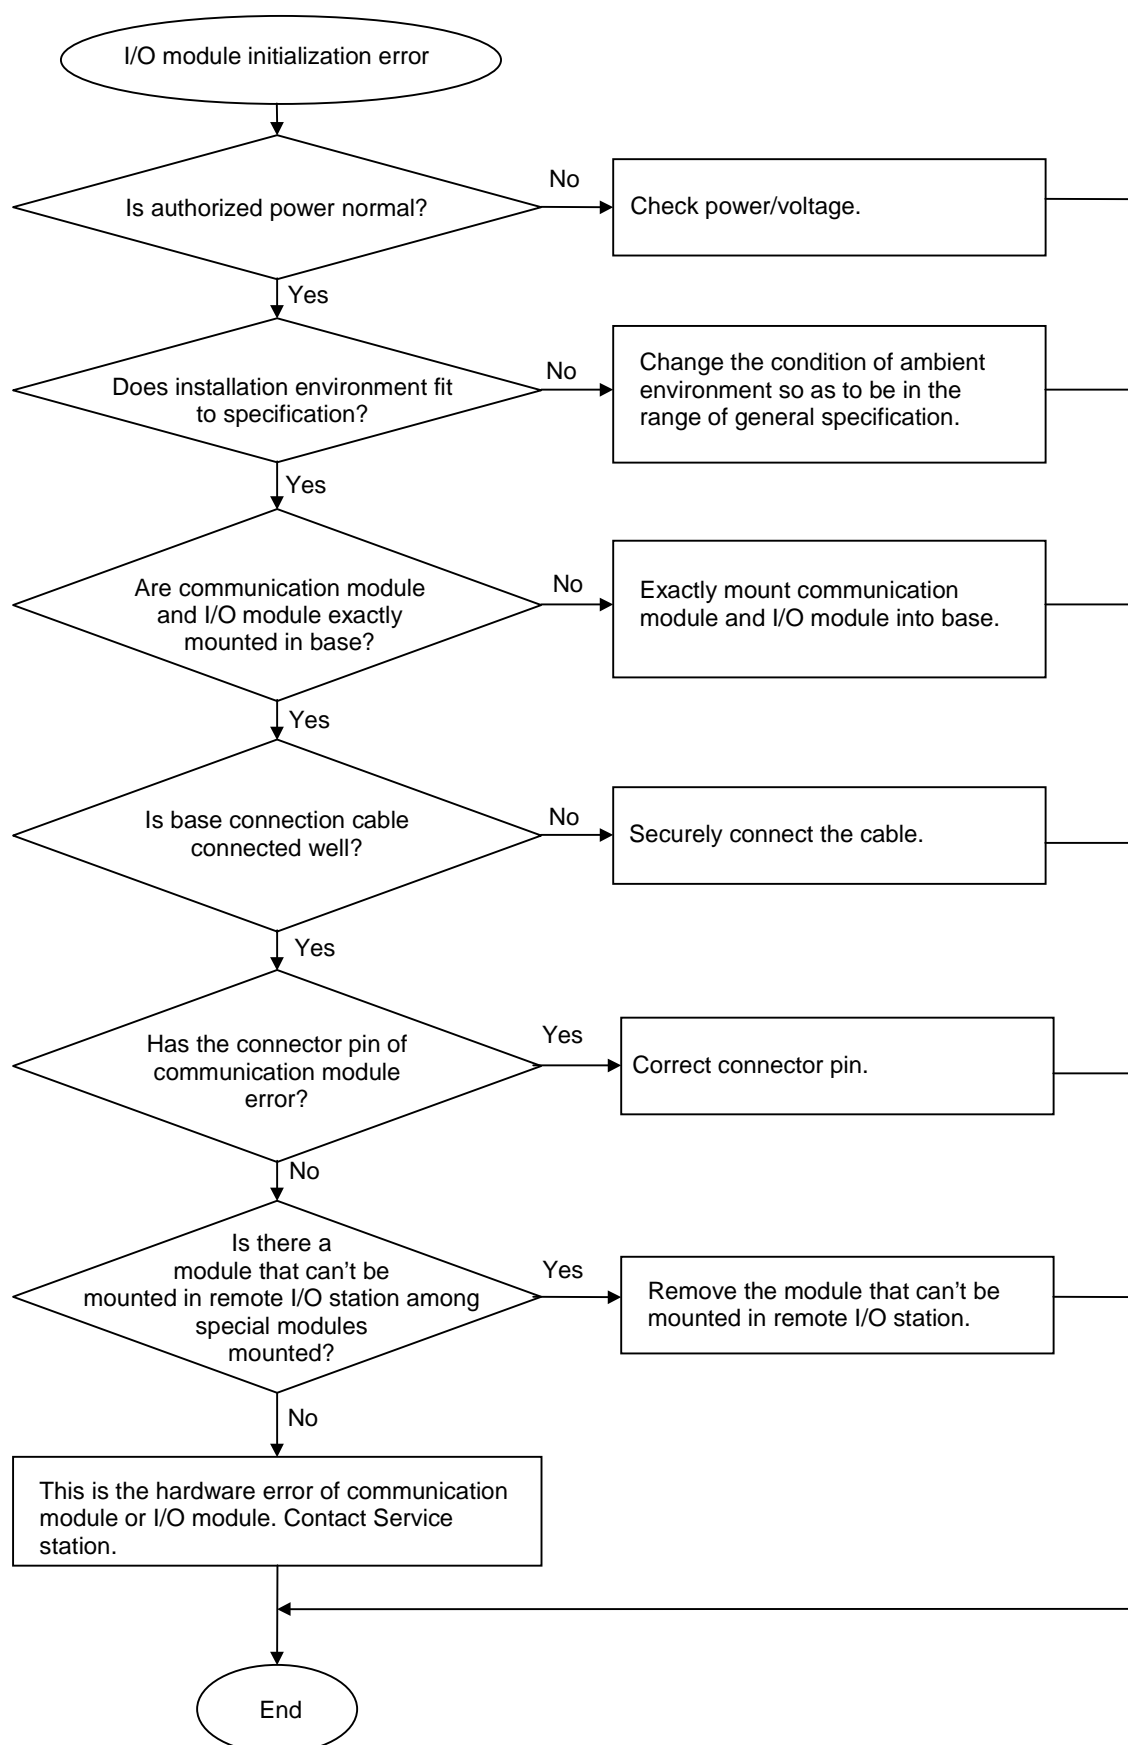 I/O module initialization error
Is authorized power normal?
No
Check power/voltage.
Yes
Does installation environment fit
to specification?
No
Change the condition of ambient
environment so as to be in the
range of general specification.
Yes
Are communication module
and I/O module exactly
mounted in base?
No
Exactly mount communication
module and I/O module into base.
Yes
Is base connection cable
connected well?
No
Securely connect the cable.
Yes
Has the connector pin of
communication module
error?
Yes
Correct connector pin.
No
Is there a
module that can't be
mounted in remote I/O station among
special modules
mounted?
Yes
Remove the module that can't be
mounted in remote I/O station.
No
This is the hardware error of communication
module or I/O module. Contact Service
station.
End